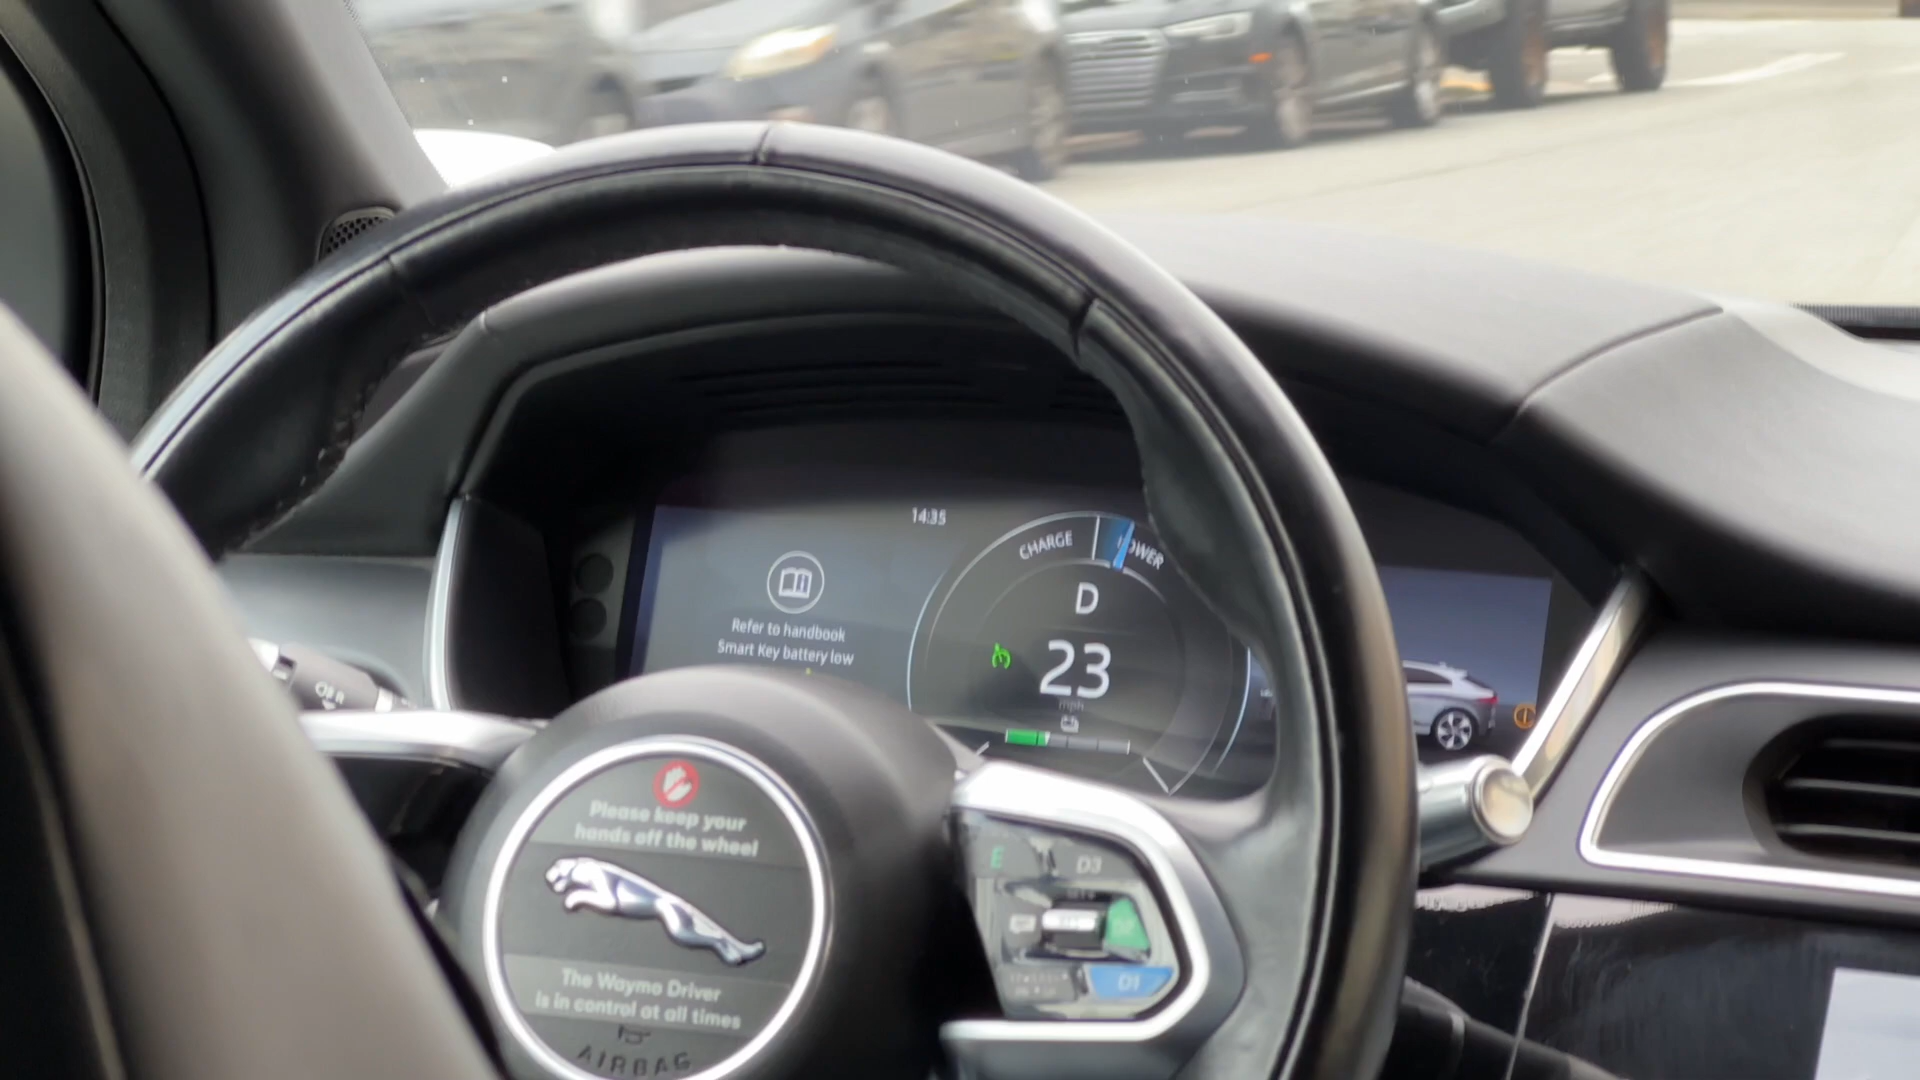 14:35
CHARGE
POWER
D
Refer to handbook
Smart Key battery low
23
mph
Please keep your
hands off the wheel
E
D3
D1
The Waymo Driver
is in control at all times
AIRBAG